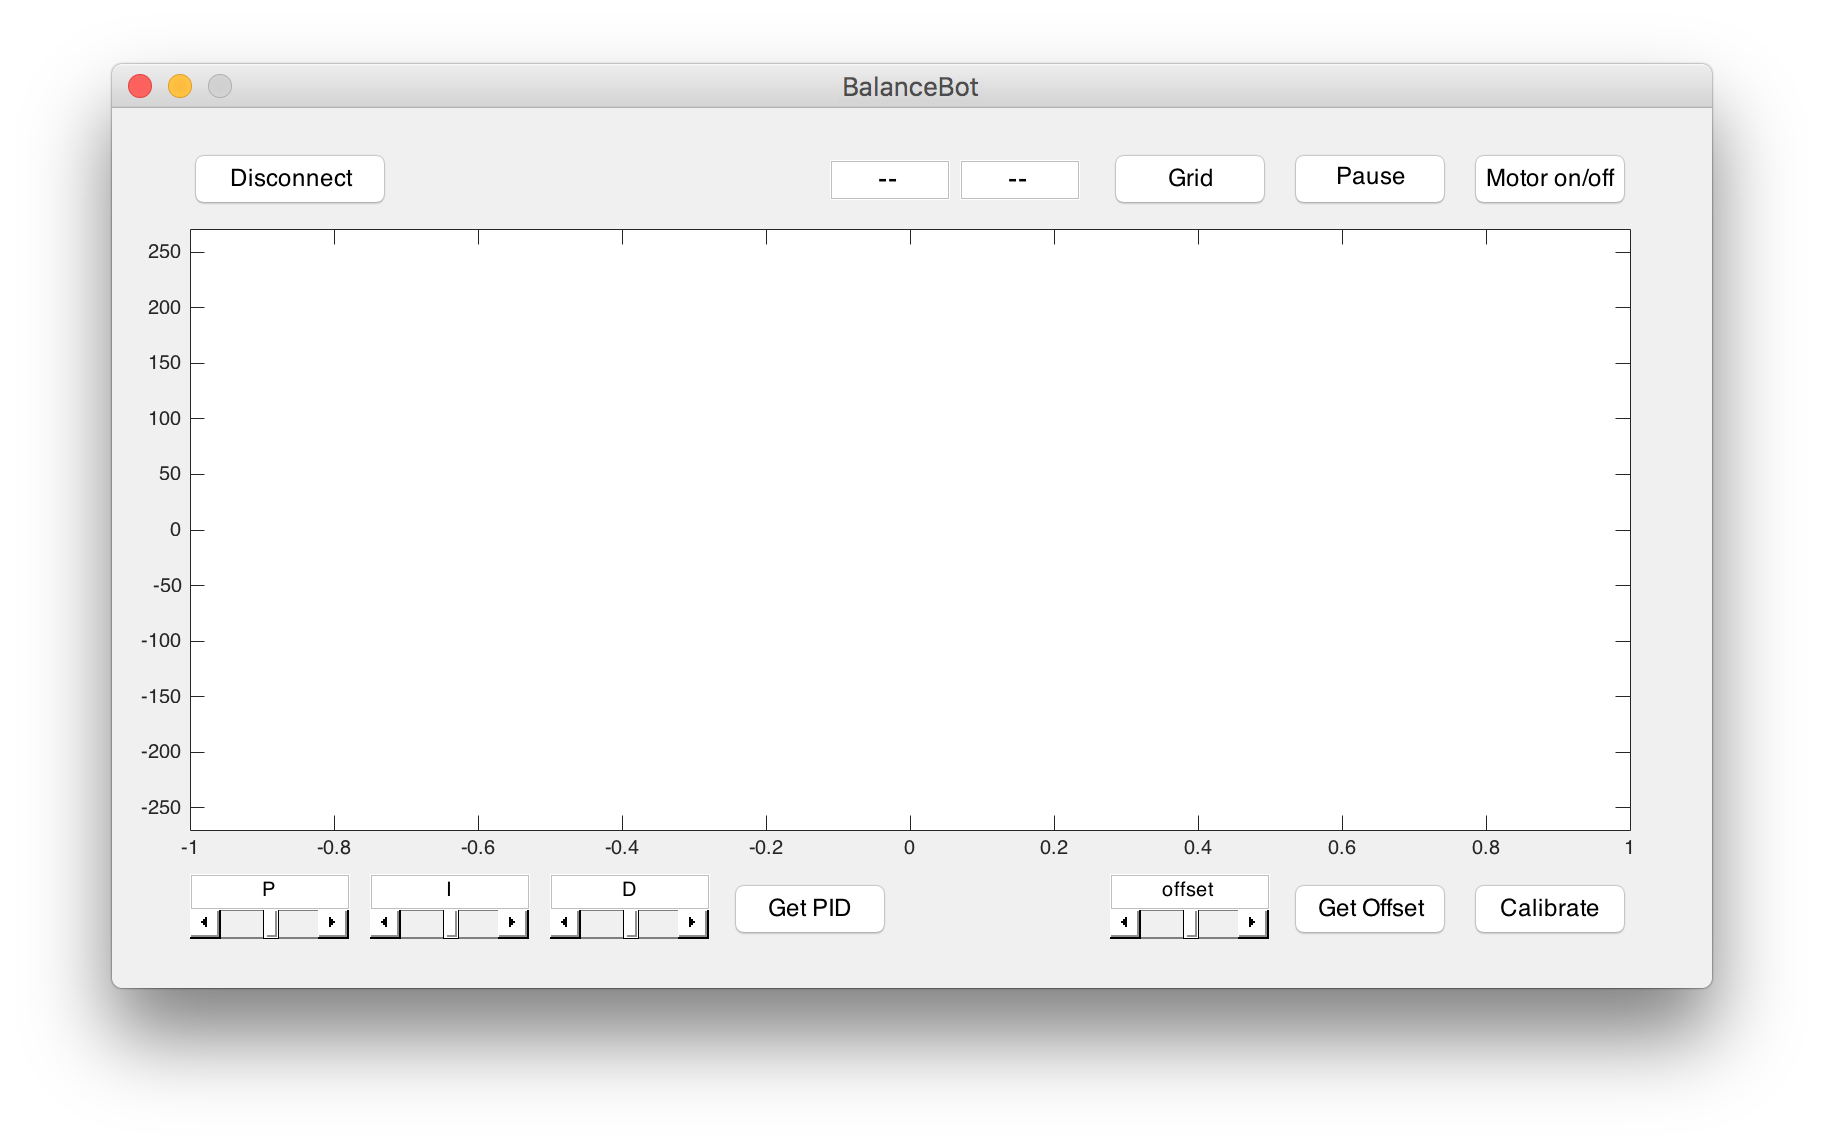 BalanceBot
Disconnect -- -- Grid Pause Motor on/off
250
200
150
100
50
0
-50
-100
-150
-200
-250
-1 -0.8 -0.6 -0.4 -0.2 0 0.2 0.4 0.6 0.8 1
P I D Get PID offset Get Offset Calibrate